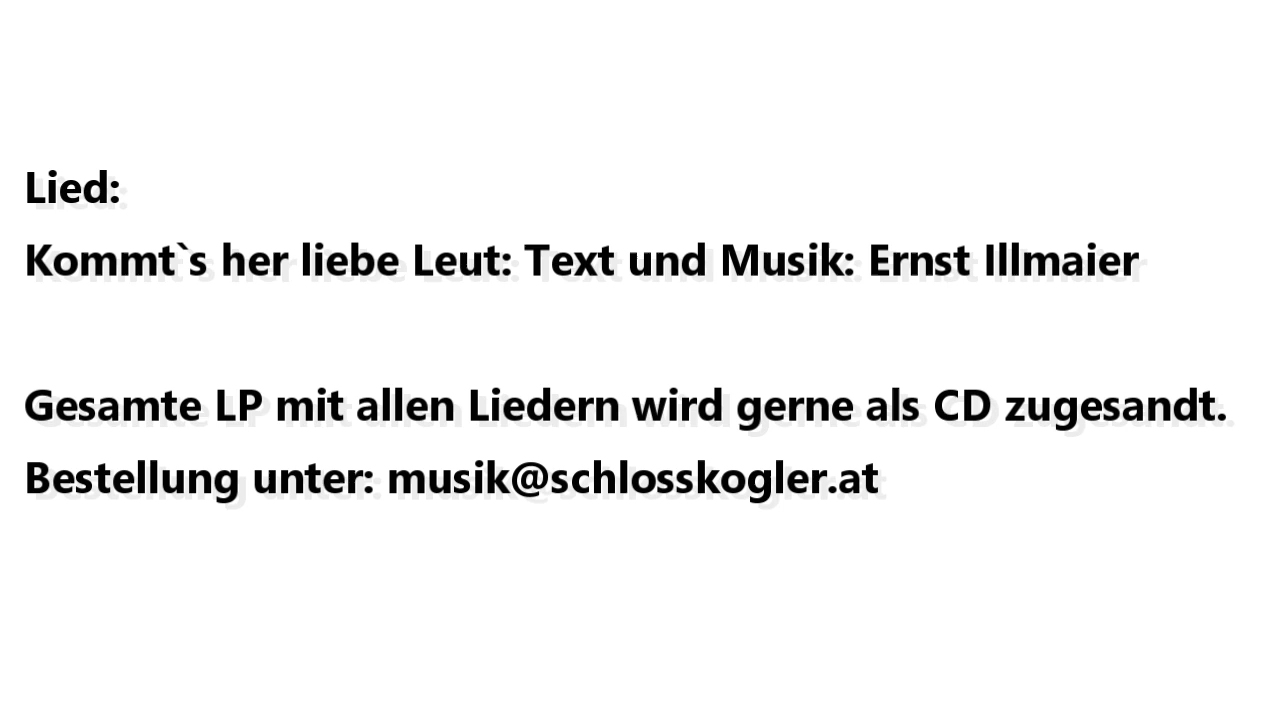 Lied:
Kommt`s her liebe Leut: Text und Musik: Ernst Illmaier
Gesamte LP mit allen Liedern wird gerne als CD zugesandt.
Bestellung unter: musik@schlosskogler.at